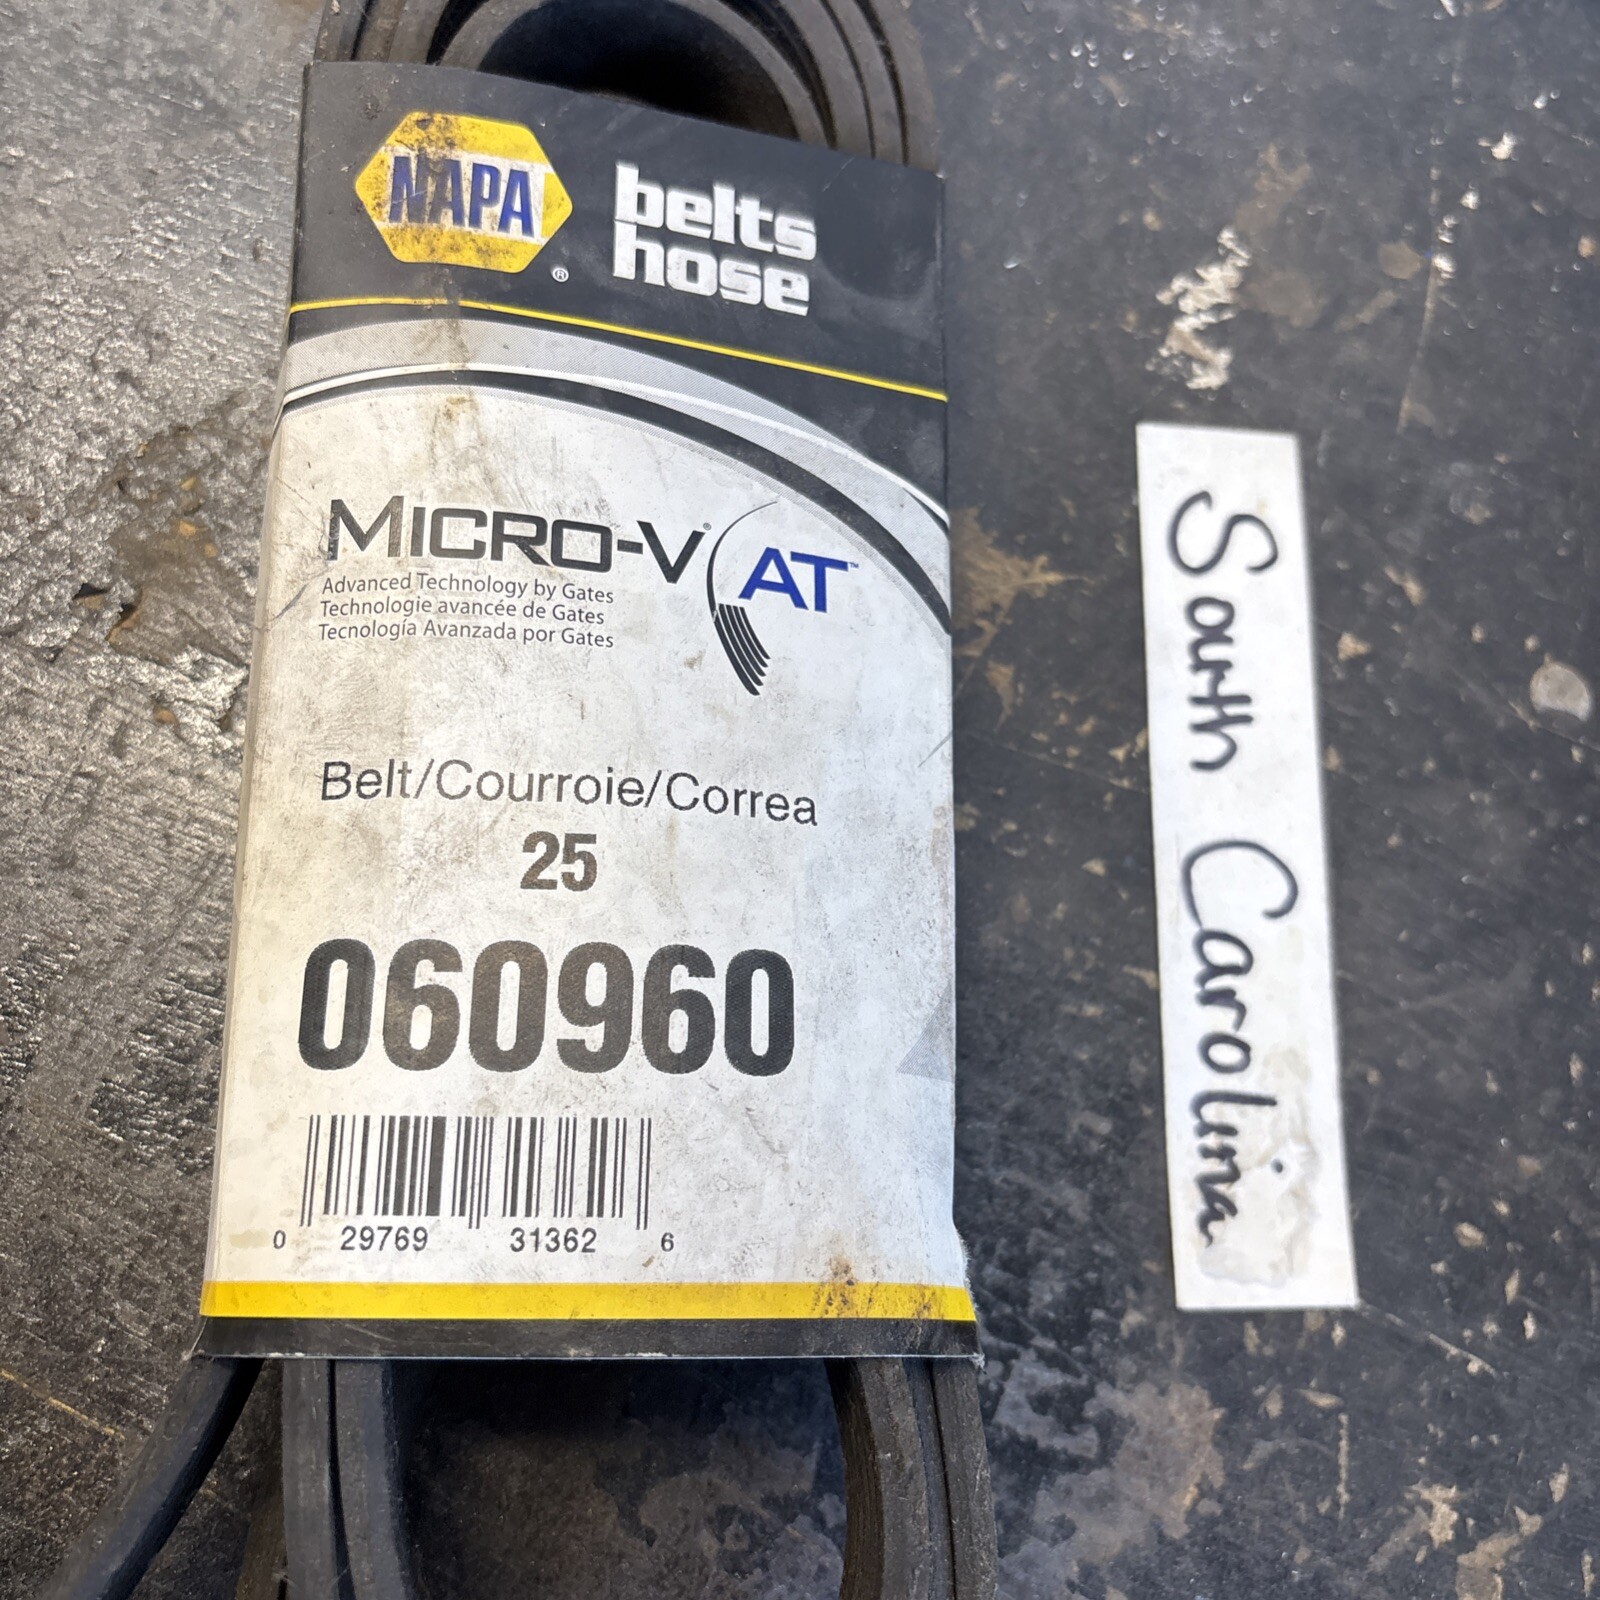 NAPA
®
belts
hose
MICRO-V® AT™
Advanced Technology by Gates
Technologie avancée de Gates
Tecnología Avanzada por Gates
Belt/Courroie/Correa
25
060960
0 29769 31362 6
South Carolina